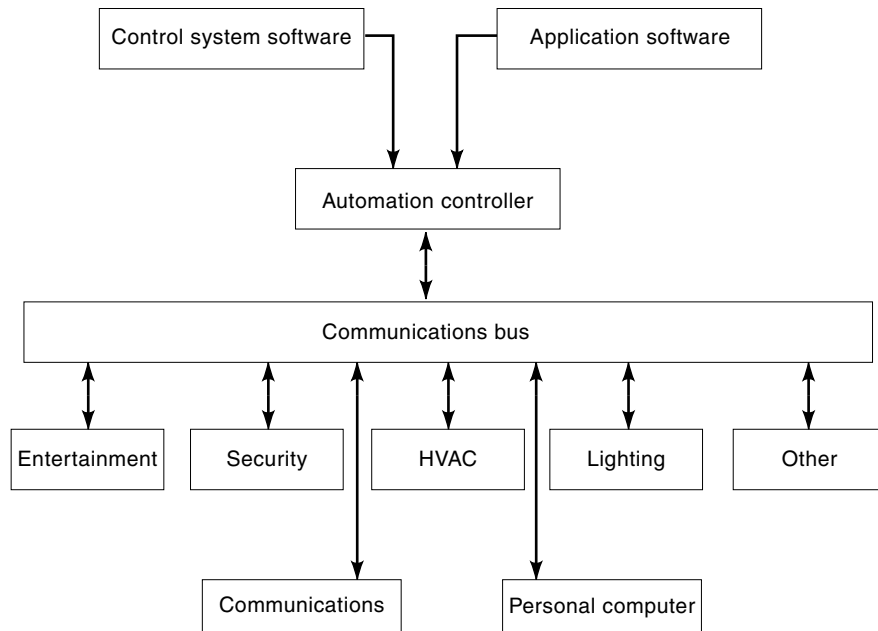 Control system software
Application software
Automation controller
Communications bus
Entertainment
Security
HVAC
Lighting
Other
Communications
Personal computer